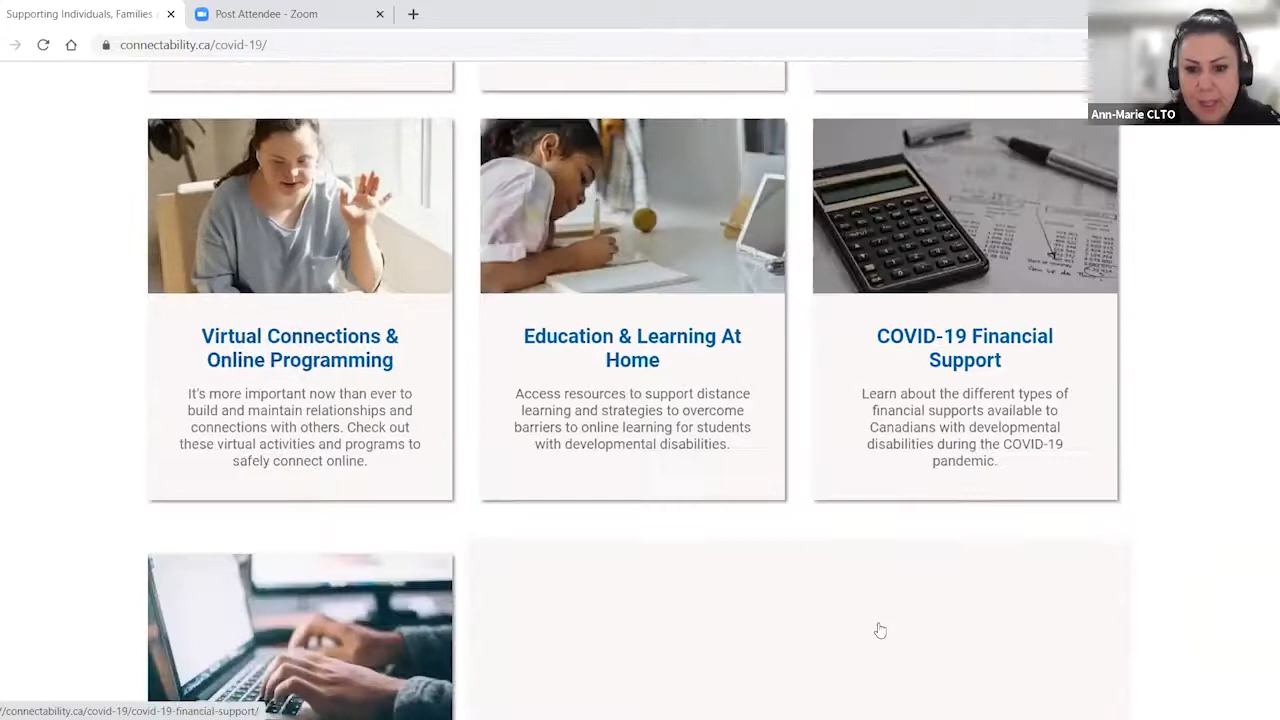 Supporting Individuals, Families
Post Attendee - Zoom
connectability.ca/covid-19/
Ann-Marie CLTO
Virtual Connections &
Online Programming
It's more important now than ever to
build and maintain relationships and
connections with others. Check out
these virtual activities and programs to
safely connect online.
Education & Learning At
Home
Access resources to support distance
learning and strategies to overcome
barriers to online learning for students
with developmental disabilities.
COVID-19 Financial
Support
Learn about the different types of
financial supports available to
Canadians with developmental
disabilities during the COVID-19
pandemic.
/connectability.ca/covid-19/covid-19-financial-support/